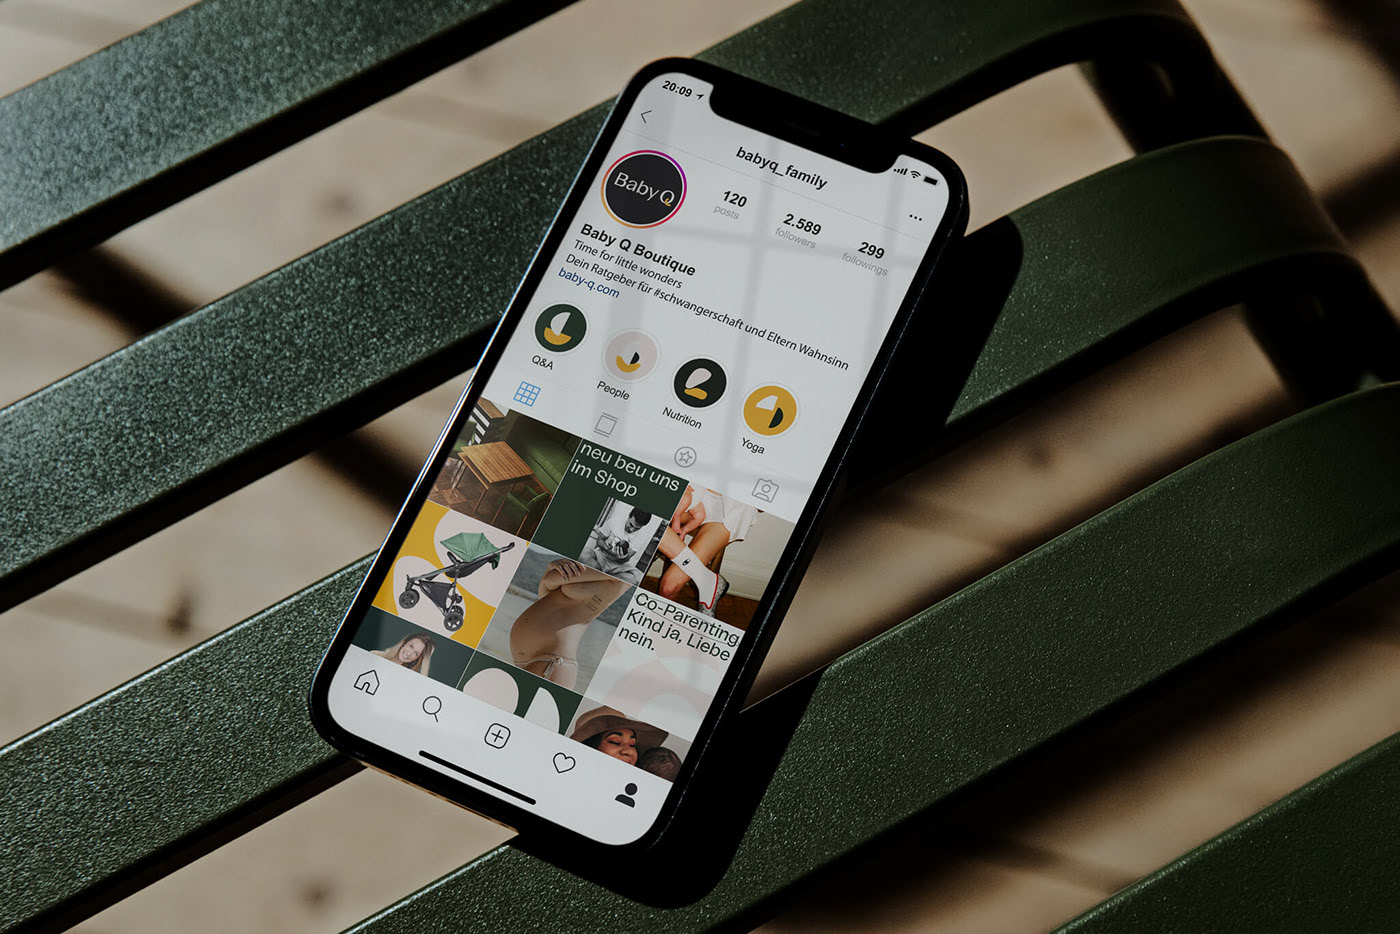 20:09
babyq_family
Baby Q
120
posts
2.589
followers
299
followings
Baby Q Boutique
Time for little wonders
Dein Ratgeber für #schwangerschaft und Eltern Wahnsinn
baby-q.com
Q&A
People
Nutrition
Yoga
neu beu uns
im Shop
Co-Parenting
Kind ja, Liebe
nein.